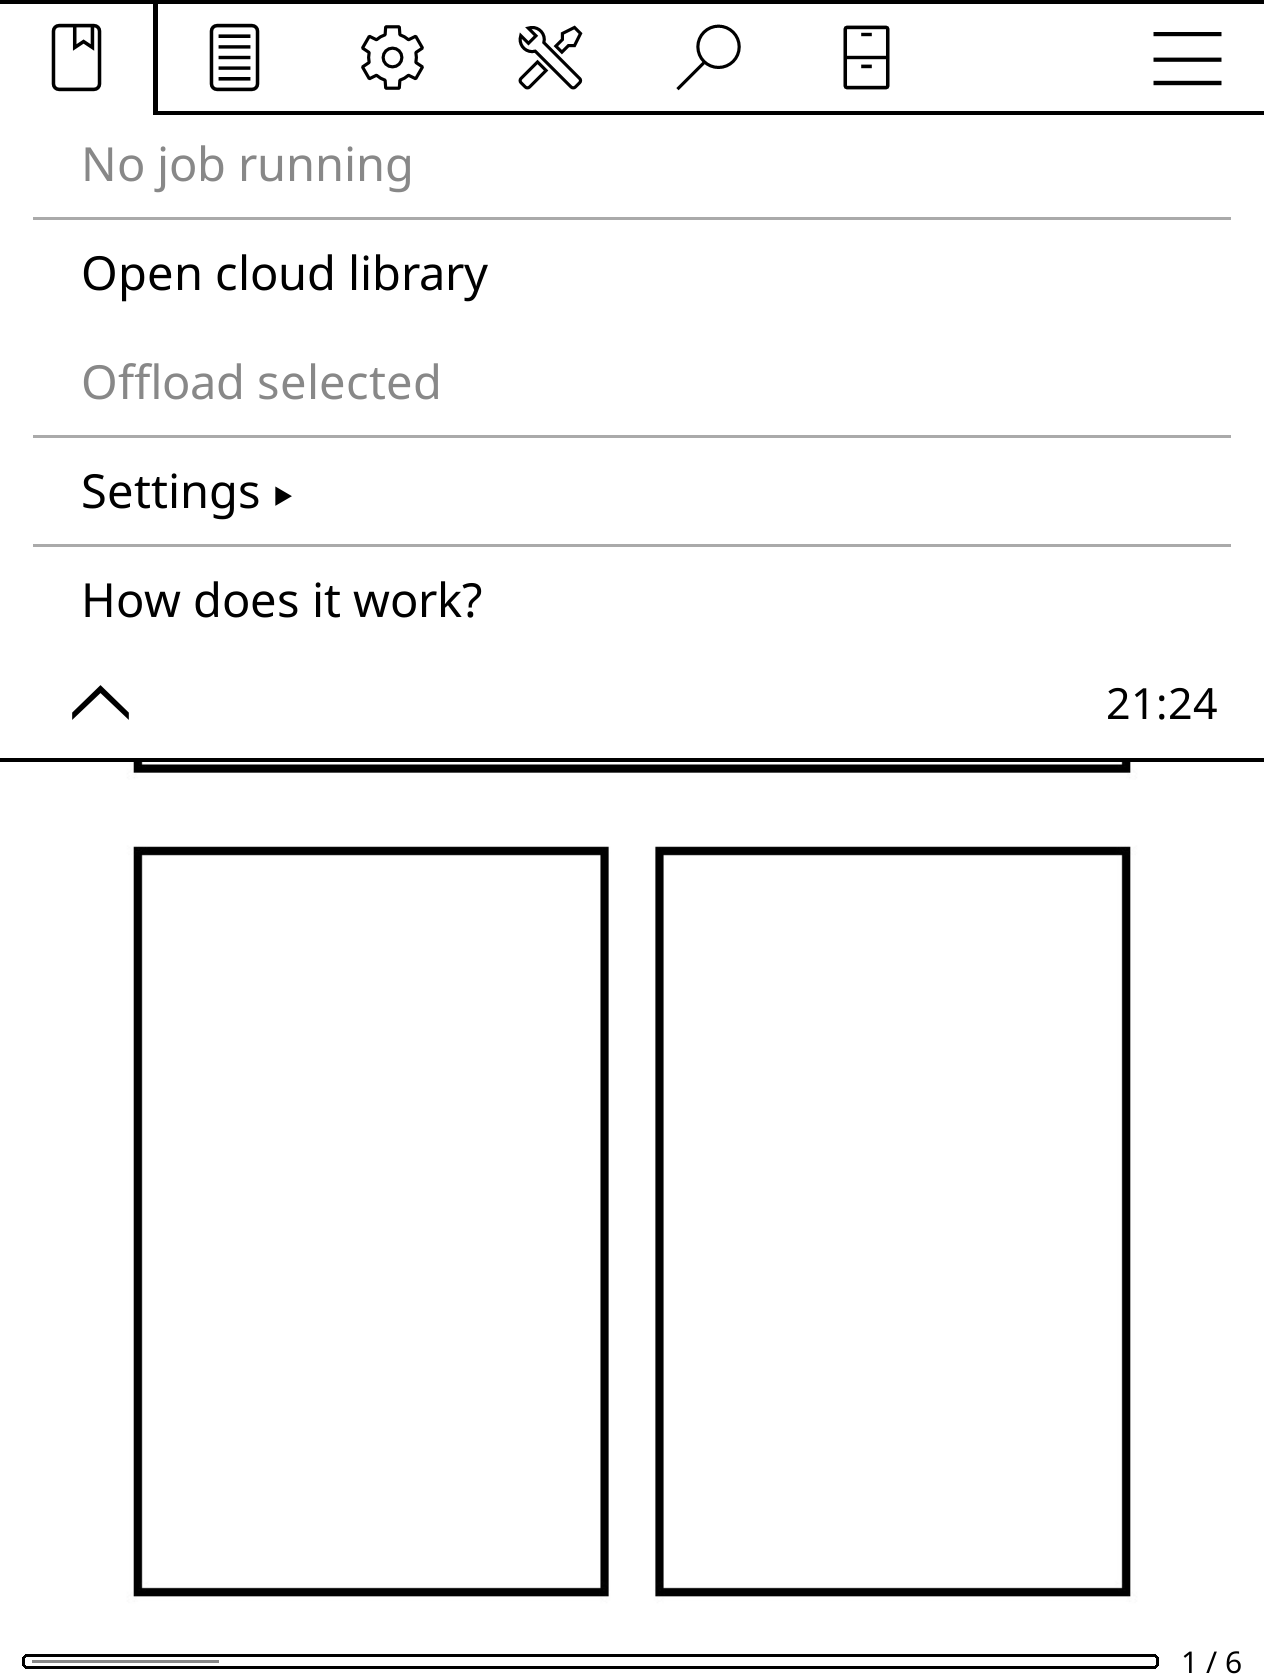 No job running
Open cloud library
Offload selected
Settings ▸
How does it work?
21:24
1 / 6